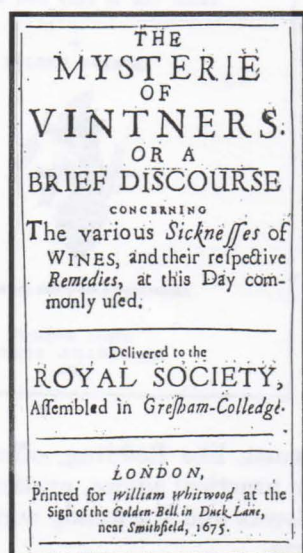 THE
MYSTERIE
OF
VINTNERS.
OR A
BRIEF DISCOURSE
CONCERNING
The various Sickneſſes of
WINES, and their reſpective
Remedies, at this Day com-
monly uſed.
Delivered to the
ROYAL SOCIETY,
Aſſembled in Greſham-Colledge.
LONDON,
Printed for William Whitwood at the
Sign of the Golden-Bell in Duck Lane,
near Smithfield, 1675.